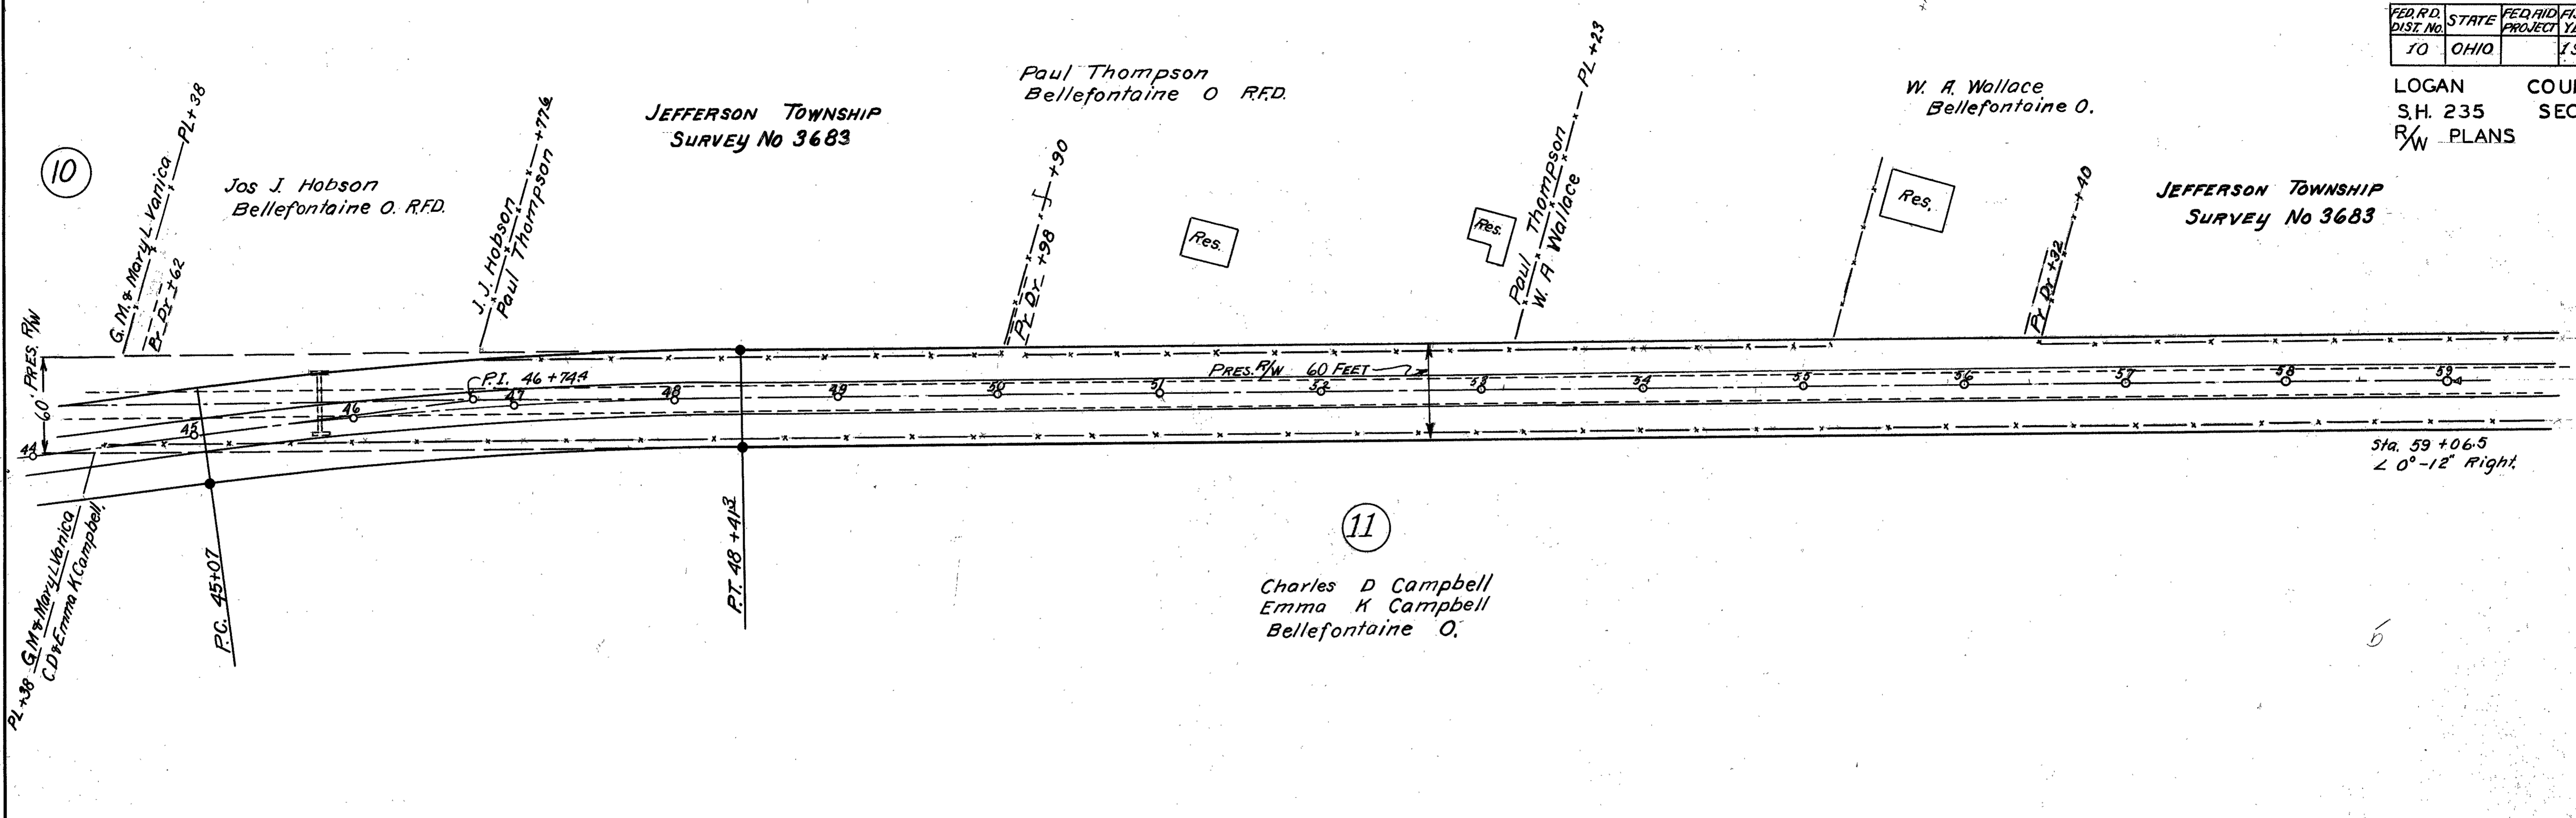 FED. RD.
DIST. No.
STATE
FED. AID
PROJECT
10
OHIO
LOGAN
S.H. 235
R/W PLANS
10
G. M. & Mary L. Vanica PL +38
Pr Dr +62
Jos J. Hobson
Bellefontaine O. R.F.D.
J. J. Hobson +77.6
Paul Thompson
JEFFERSON TOWNSHIP
SURVEY No 3683
Paul Thompson
Bellefontaine O R.F.D.
+90
Pr Dr +98
Res.
Res.
Paul Thompson PL +23
W. A Wallace
W. A. Wallace
Bellefontaine O.
Res.
+40
Pr Dr +32
JEFFERSON TOWNSHIP
SURVEY No 3683
60' PRES. R/W
P.I. 46 +74.4
PRES. R/W 60 FEET
44 45 46 47 48 49 50 51 52 53 54 55 56 57 58 59
Sta. 59 +06.5
∠ 0°-12" Right.
PL +38 G M & Mary L Vanica
C.D & Emma K Campbell.
P.C. 45+07
P.T. 48 +41.3
11
Charles D Campbell
Emma K Campbell
Bellefontaine O.